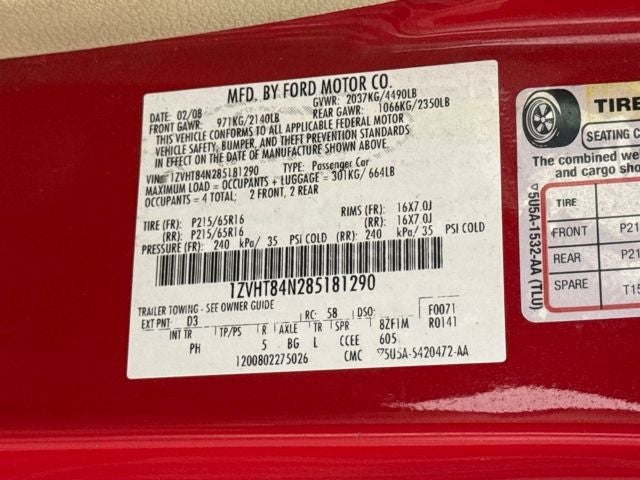 MFD. BY FORD MOTOR CO.
DATE: 02/08 GVWR: 2037KG/4490LB
FRONT GAWR: 971KG/2140LB REAR GAWR: 1066KG/2350LB
THIS VEHICLE CONFORMS TO ALL APPLICABLE FEDERAL MOTOR
VEHICLE SAFETY, BUMPER, AND THEFT PREVENTION STANDARDS
IN EFFECT ON THE DATE OF MANUFACTURE SHOWN ABOVE.
VIN: 1ZVHT84N285181290 TYPE: Passenger Car
MAXIMUM LOAD = OCCUPANTS + LUGGAGE = 301KG/ 664LB
OCCUPANTS = 4 TOTAL; 2 FRONT, 2 REAR
TIRE (FR): P215/65R16 RIMS (FR): 16X7.0J
(RR): P215/65R16 (RR): 16X7.0J
PRESSURE (FR): 240 kPa/ 35 PSI COLD (RR): 240 kPa/ 35 PSI COLD
1ZVHT84N285181290
TRAILER TOWING - SEE OWNER GUIDE
EXT PNT: D3 RC: 58 DSO: F0071
INT TR TP/PS R AXLE TR SPR 8ZF1M R0141
PH 5 BG L CCEE 605
1200802275026 CMC ▽5U5A-5420472-AA
TIRE
SEATING C
The combined we
and cargo sho
TIRE
FRONT P21
REAR P21
SPARE T15
▽5U5A-1532-AA (TLU)